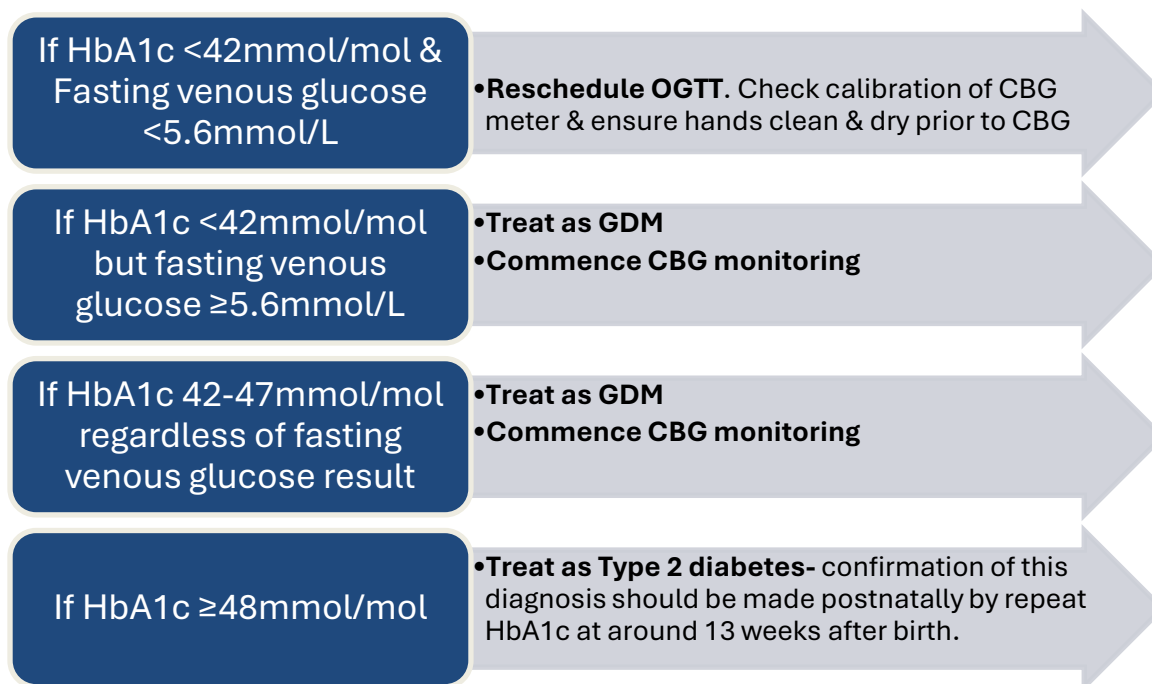 If HbA1c <42mmol/mol &
Fasting venous glucose
<5.6mmol/L
•Reschedule OGTT. Check calibration of CBG
meter & ensure hands clean & dry prior to CBG
If HbA1c <42mmol/mol
but fasting venous
glucose ≥5.6mmol/L
•Treat as GDM
•Commence CBG monitoring
If HbA1c 42-47mmol/mol
regardless of fasting
venous glucose result
•Treat as GDM
•Commence CBG monitoring
If HbA1c ≥48mmol/mol
•Treat as Type 2 diabetes- confirmation of this
diagnosis should be made postnatally by repeat
HbA1c at around 13 weeks after birth.